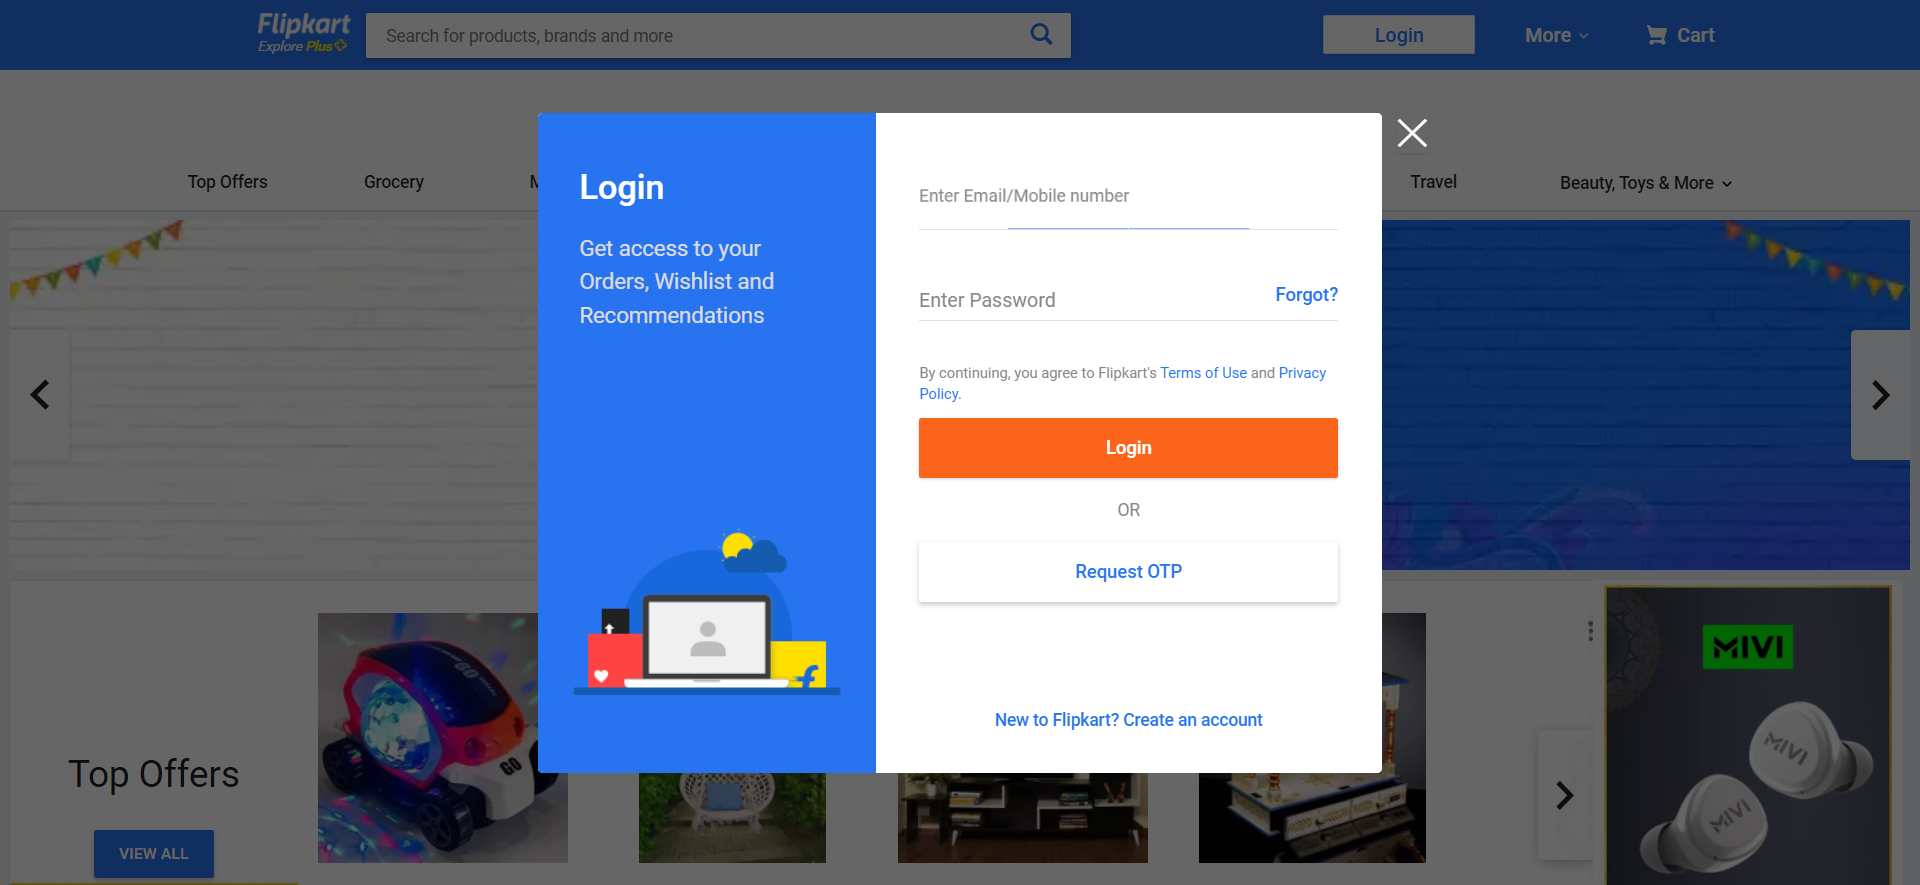 Flipkart
Explore Plus
Search for products, brands and more
Login
More
Cart
Top Offers
Grocery
Travel
Beauty, Toys & More
Login
Get access to your
Orders, Wishlist and
Recommendations
Enter Email/Mobile number
Enter Password
Forgot?
By continuing, you agree to Flipkart's Terms of Use and Privacy
Policy.
Login
OR
Request OTP
New to Flipkart? Create an account
Top Offers
VIEW ALL
GO
GO
MIVI
MIVI
MIVI